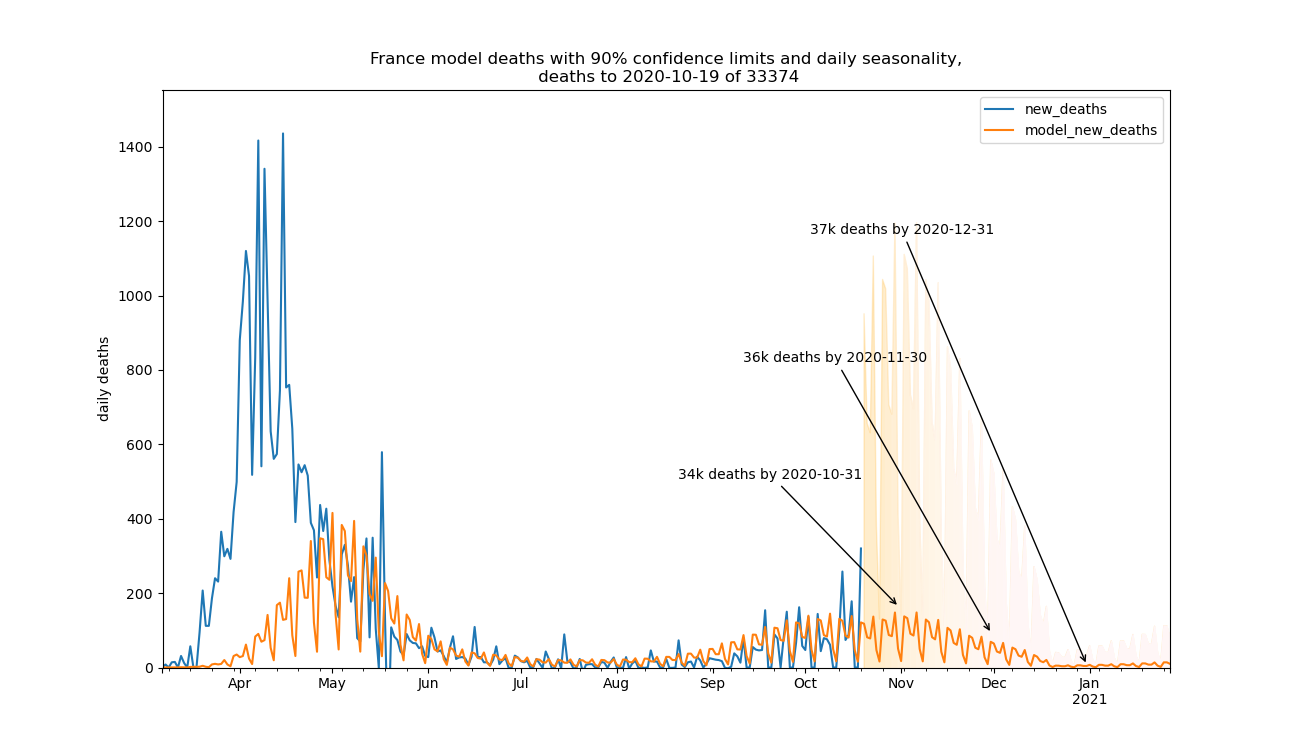 France model deaths with 90% confidence limits and daily seasonality,
deaths to 2020-10-19 of 33374
new_deaths
model_new_deaths
daily deaths
1400
1200
1000
800
600
400
200
0
37k deaths by 2020-12-31
36k deaths by 2020-11-30
34k deaths by 2020-10-31
Apr
May
Jun
Jul
Aug
Sep
Oct
Nov
Dec
Jan
2021